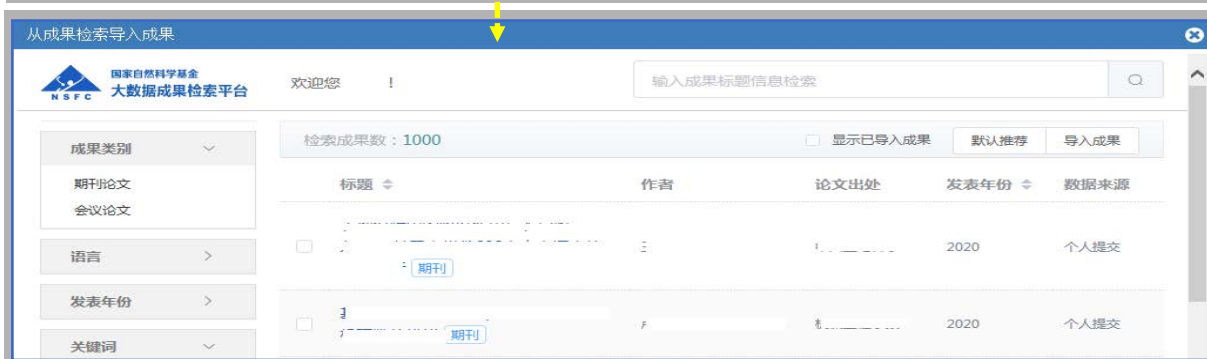 从成果检索导入成果
国家自然科学基金
大数据成果检索平台
NSFC
欢迎您 !
输入成果标题信息检索
成果类别
期刊论文
会议论文
语言
发表年份
关键词
检索成果数：1000
显示已导入成果 默认推荐 导入成果
标题 作者 论文出处 发表年份 数据来源
期刊 2020 个人提交
期刊 2020 个人提交